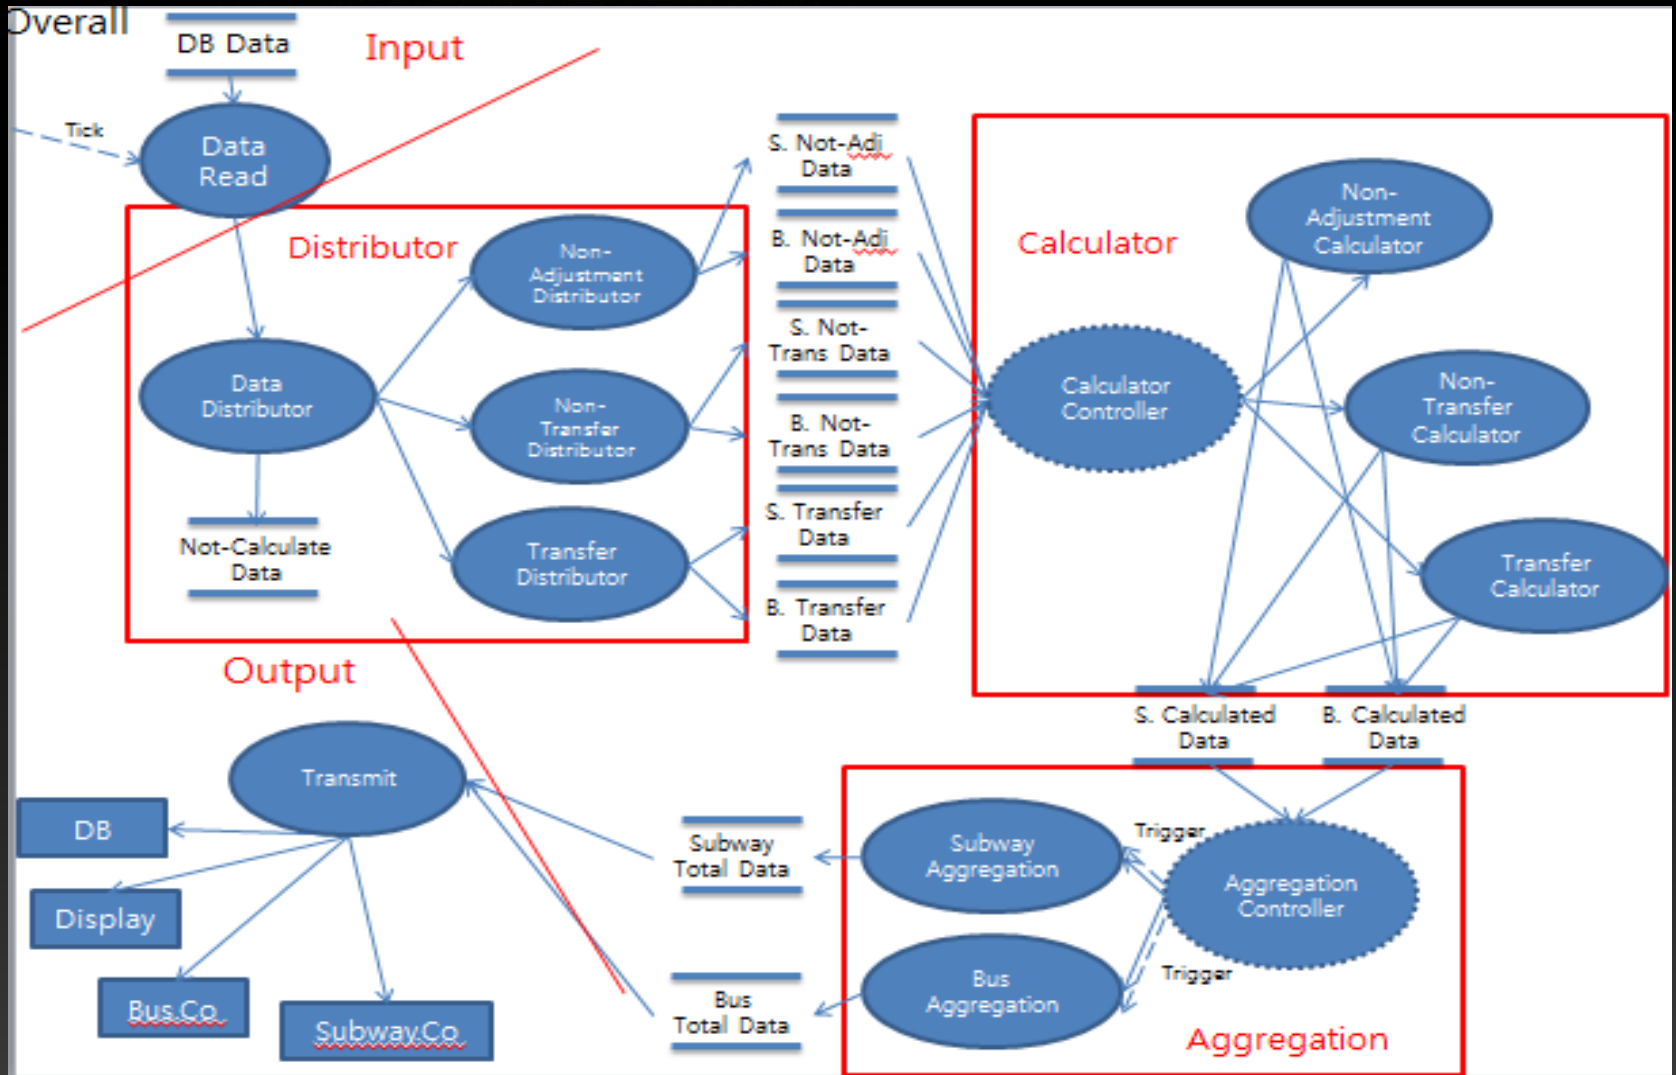 Overall
DB Data
Input
Tick
Data
Read
Distributor
Non-
Adjustment
Distributor
Data
Distributor
Non-
Transfer
Distributor
Transfer
Distributor
Not-Calculate
Data
S. Not-Adj
Data
B. Not-Adj
Data
S. Not-
Trans Data
B. Not-
Trans Data
S. Transfer
Data
B. Transfer
Data
Calculator
Calculator
Controller
Non-
Adjustment
Calculator
Non-
Transfer
Calculator
Transfer
Calculator
S. Calculated
Data
B. Calculated
Data
Output
Transmit
DB
Display
Bus.Co
Subway.Co
Subway
Total Data
Bus
Total Data
Subway
Aggregation
Bus
Aggregation
Trigger
Trigger
Aggregation
Controller
Aggregation